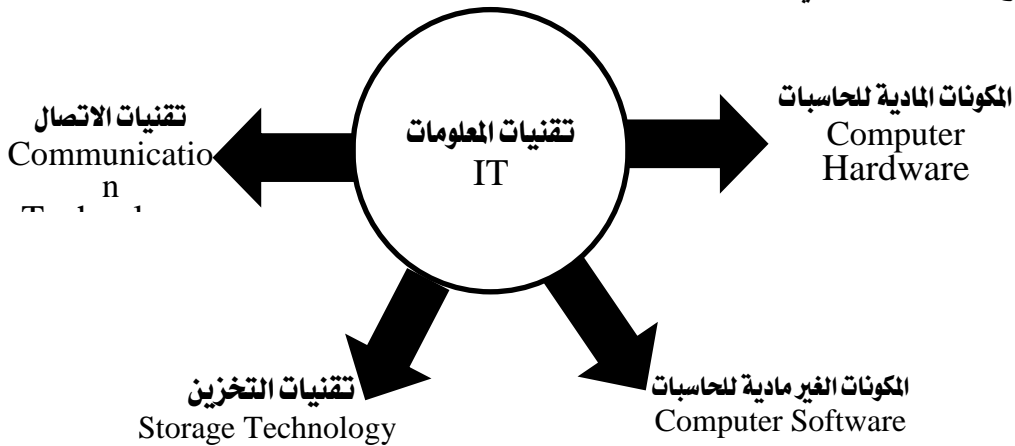 المكونات المادية للحاسبات
Computer
Hardware
تقنيات المعلومات
IT
تقنيات الاتصال
Communicatio
n
المكونات الغير مادية للحاسبات
Computer Software
تقنيات التخزين
Storage Technology